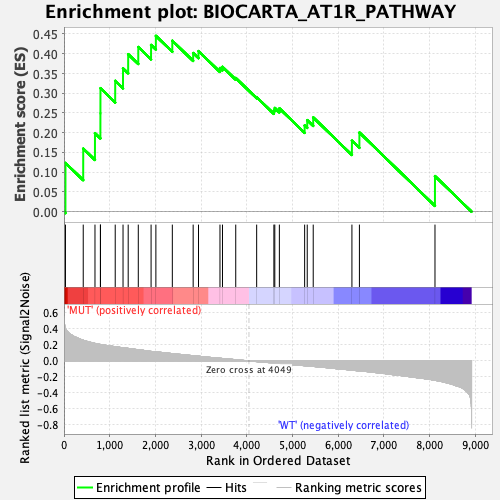 Enrichment plot: BIOCARTA_AT1R_PATHWAY
Enrichment score (ES)
0.45
0.40
0.35
0.30
0.25
0.20
0.15
0.10
0.05
0.00
Ranked list metric (Signal2Noise)
'MUT' (positively correlated)
0.6
0.4
0.2
0.0
-0.2
-0.4
-0.6
-0.8
Zero cross at 4049
'WT' (negatively correlated)
0 1,000 2,000 3,000 4,000 5,000 6,000 7,000 8,000 9,000
Rank in Ordered Dataset
Enrichment profile Hits Ranking metric scores